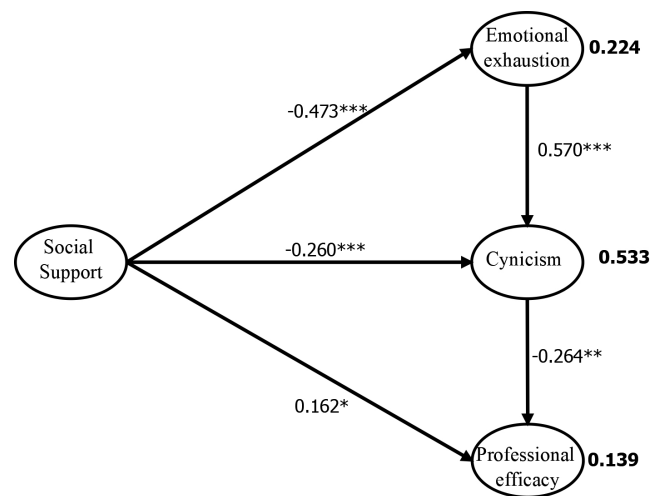 Emotional
exhaustion
0.224
-0.473***
0.570***
Social
Support
-0.260***
Cynicism
0.533
-0.264**
0.162*
Professional
efficacy
0.139